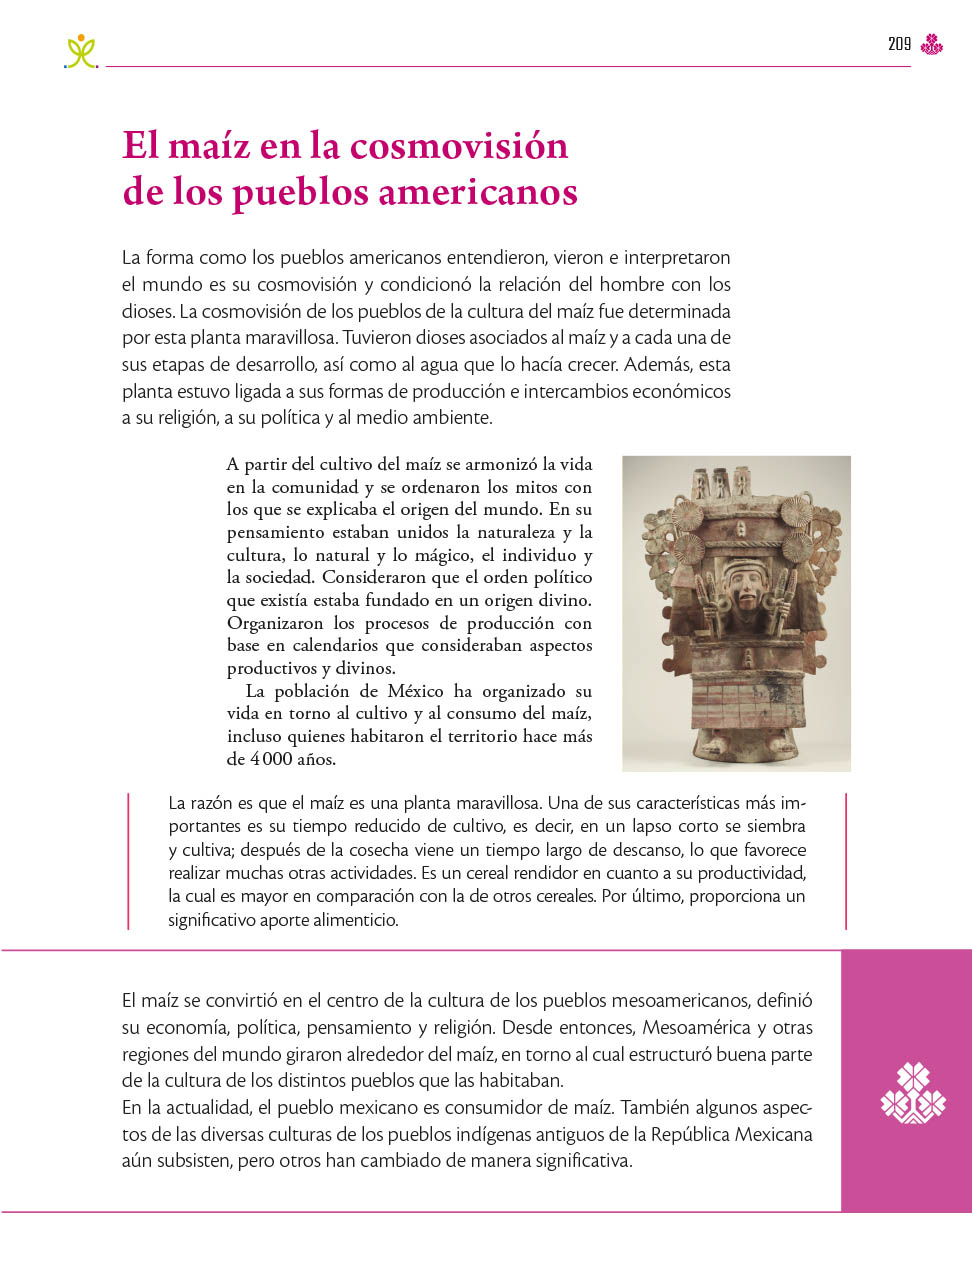 209
El maíz en la cosmovisión
de los pueblos americanos
La forma como los pueblos americanos entendieron, vieron e interpretaron
el mundo es su cosmovisión y condicionó la relación del hombre con los
dioses. La cosmovisión de los pueblos de la cultura del maíz fue determinada
por esta planta maravillosa. Tuvieron dioses asociados al maíz y a cada una de
sus etapas de desarrollo, así como al agua que lo hacía crecer. Además, esta
planta estuvo ligada a sus formas de producción e intercambios económicos
a su religión, a su política y al medio ambiente.
A partir del cultivo del maíz se armonizó la vida
en la comunidad y se ordenaron los mitos con
los que se explicaba el origen del mundo. En su
pensamiento estaban unidos la naturaleza y la
cultura, lo natural y lo mágico, el individuo y
la sociedad. Consideraron que el orden político
que existía estaba fundado en un origen divino.
Organizaron los procesos de producción con
base en calendarios que consideraban aspectos
productivos y divinos.
La población de México ha organizado su
vida en torno al cultivo y al consumo del maíz,
incluso quienes habitaron el territorio hace más
de 4 000 años.
La razón es que el maíz es una planta maravillosa. Una de sus características más im-
portantes es su tiempo reducido de cultivo, es decir, en un lapso corto se siembra
y cultiva; después de la cosecha viene un tiempo largo de descanso, lo que favorece
realizar muchas otras actividades. Es un cereal rendidor en cuanto a su productividad,
la cual es mayor en comparación con la de otros cereales. Por último, proporciona un
significativo aporte alimenticio.
El maíz se convirtió en el centro de la cultura de los pueblos mesoamericanos, definió
su economía, política, pensamiento y religión. Desde entonces, Mesoamérica y otras
regiones del mundo giraron alrededor del maíz, en torno al cual estructuró buena parte
de la cultura de los distintos pueblos que las habitaban.
En la actualidad, el pueblo mexicano es consumidor de maíz. También algunos aspec-
tos de las diversas culturas de los pueblos indígenas antiguos de la República Mexicana
aún subsisten, pero otros han cambiado de manera significativa.